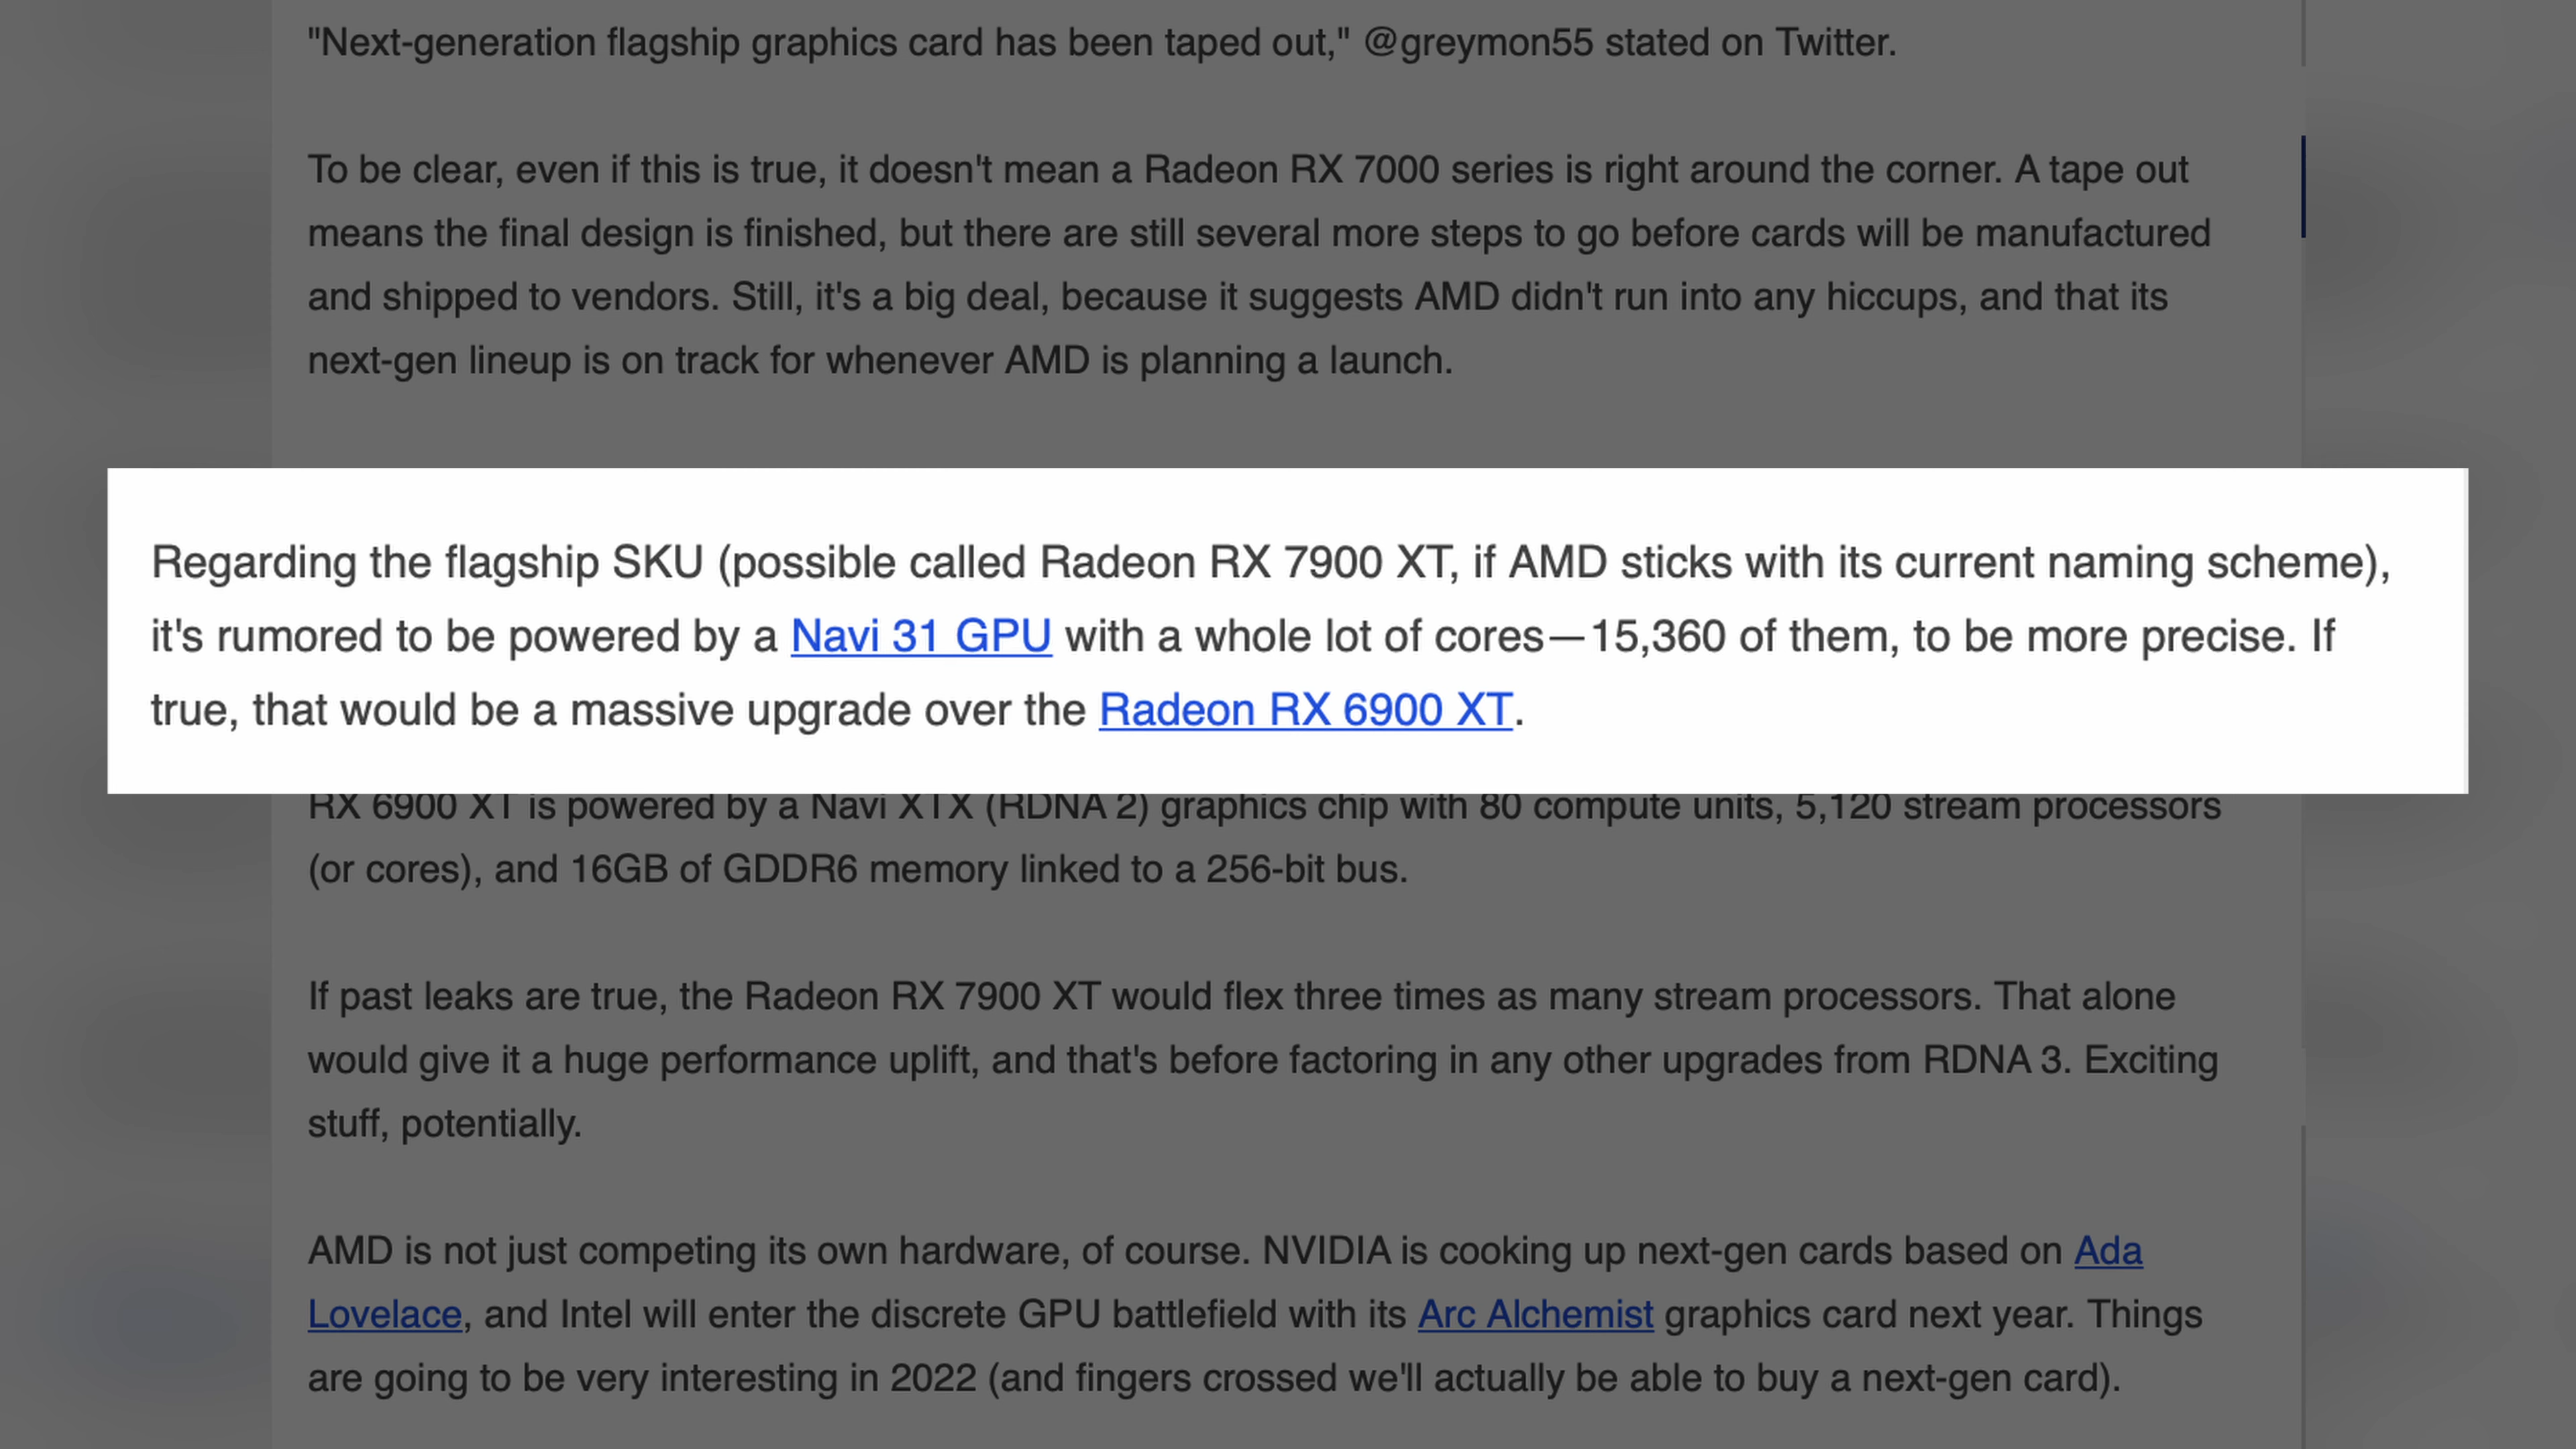 "Next-generation flagship graphics card has been taped out," @greymon55 stated on Twitter.
To be clear, even if this is true, it doesn't mean a Radeon RX 7000 series is right around the corner. A tape out
means the final design is finished, but there are still several more steps to go before cards will be manufactured
and shipped to vendors. Still, it's a big deal, because it suggests AMD didn't run into any hiccups, and that its
next-gen lineup is on track for whenever AMD is planning a launch.
Regarding the flagship SKU (possible called Radeon RX 7900 XT, if AMD sticks with its current naming scheme),
it's rumored to be powered by a Navi 31 GPU with a whole lot of cores—15,360 of them, to be more precise. If
true, that would be a massive upgrade over the Radeon RX 6900 XT.
RX 6900 XT is powered by a Navi XTX (RDNA 2) graphics chip with 80 compute units, 5,120 stream processors
(or cores), and 16GB of GDDR6 memory linked to a 256-bit bus.
If past leaks are true, the Radeon RX 7900 XT would flex three times as many stream processors. That alone
would give it a huge performance uplift, and that's before factoring in any other upgrades from RDNA 3. Exciting
stuff, potentially.
AMD is not just competing its own hardware, of course. NVIDIA is cooking up next-gen cards based on Ada
Lovelace, and Intel will enter the discrete GPU battlefield with its Arc Alchemist graphics card next year. Things
are going to be very interesting in 2022 (and fingers crossed we'll actually be able to buy a next-gen card).